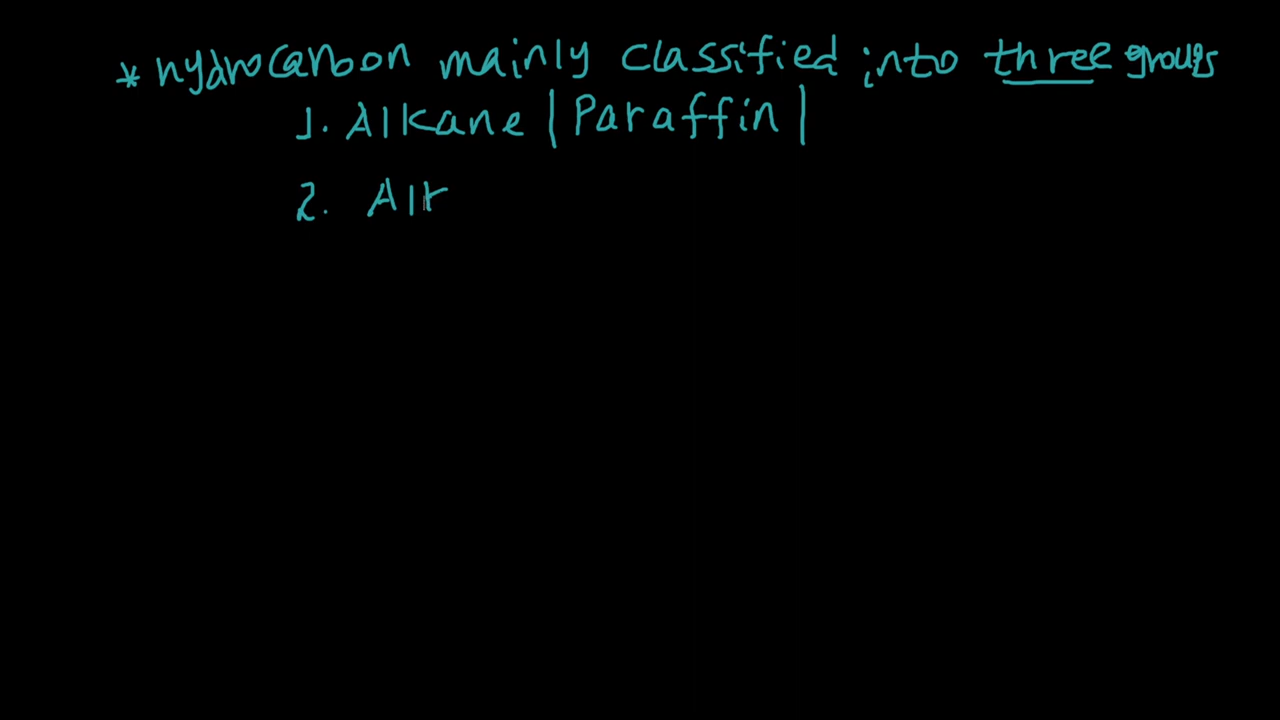 * hydrocarbon mainly classified into three groups
1. Alkane |Paraffin|
2. Alk